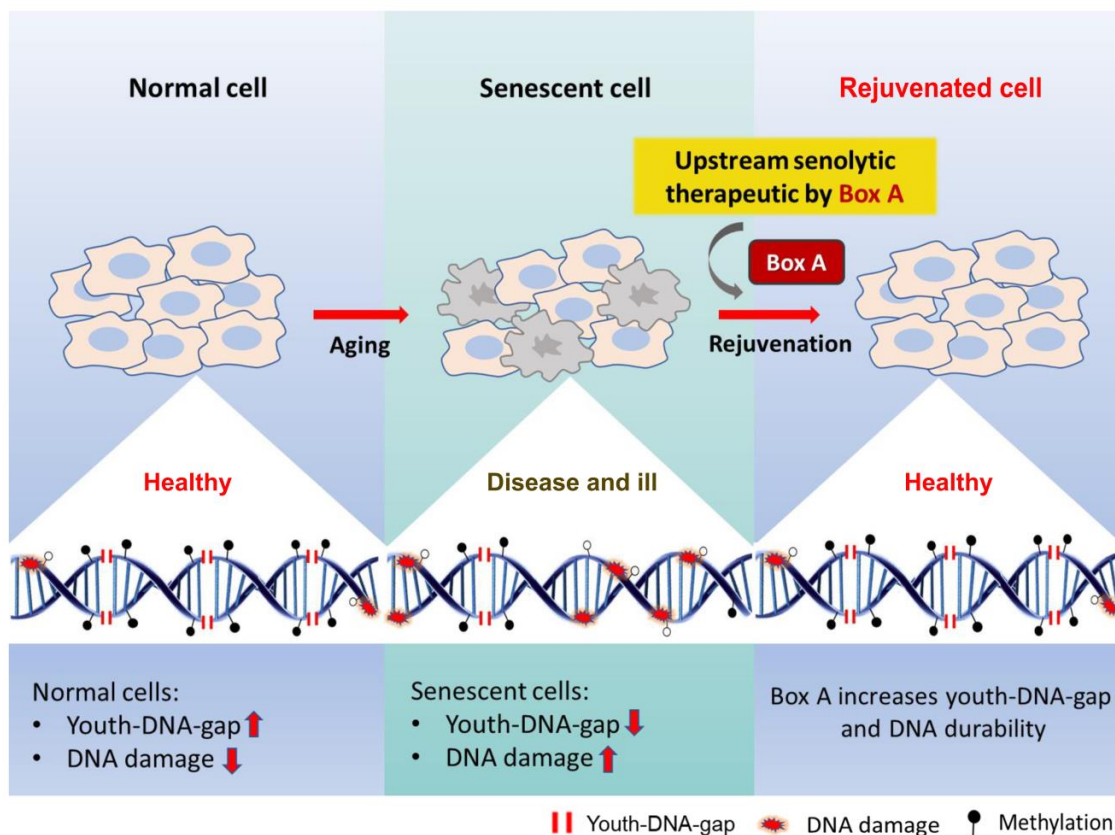 Normal cell
Senescent cell
Rejuvenated cell
Upstream senolytic
therapeutic by Box A
Box A
Aging
Rejuvenation
Healthy
Disease and ill
Healthy
Normal cells:
• Youth-DNA-gap
• DNA damage
Senescent cells:
• Youth-DNA-gap
• DNA damage
Box A increases youth-DNA-gap
and DNA durability
Youth-DNA-gap
DNA damage
Methylation